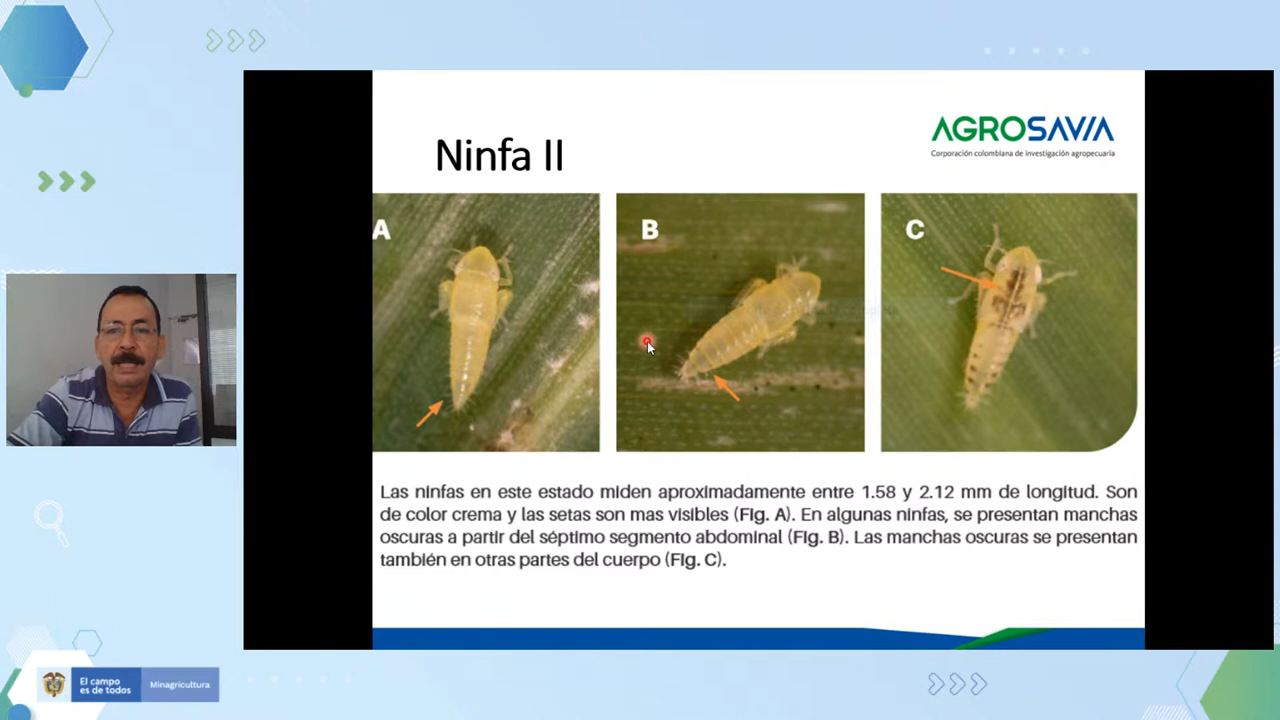 Ninfa II
AGROSAVIA
Corporación colombiana de investigación agropecuaria
A
B
C
Las ninfas en este estado miden aproximadamente entre 1.58 y 2.12 mm de longitud. Son
de color crema y las setas son mas visibles (Fig. A). En algunas ninfas, se presentan manchas
oscuras a partir del séptimo segmento abdominal (Fig. B). Las manchas oscuras se presentan
también en otras partes del cuerpo (Fig. C).
El campo
es de todos
Minagricultura